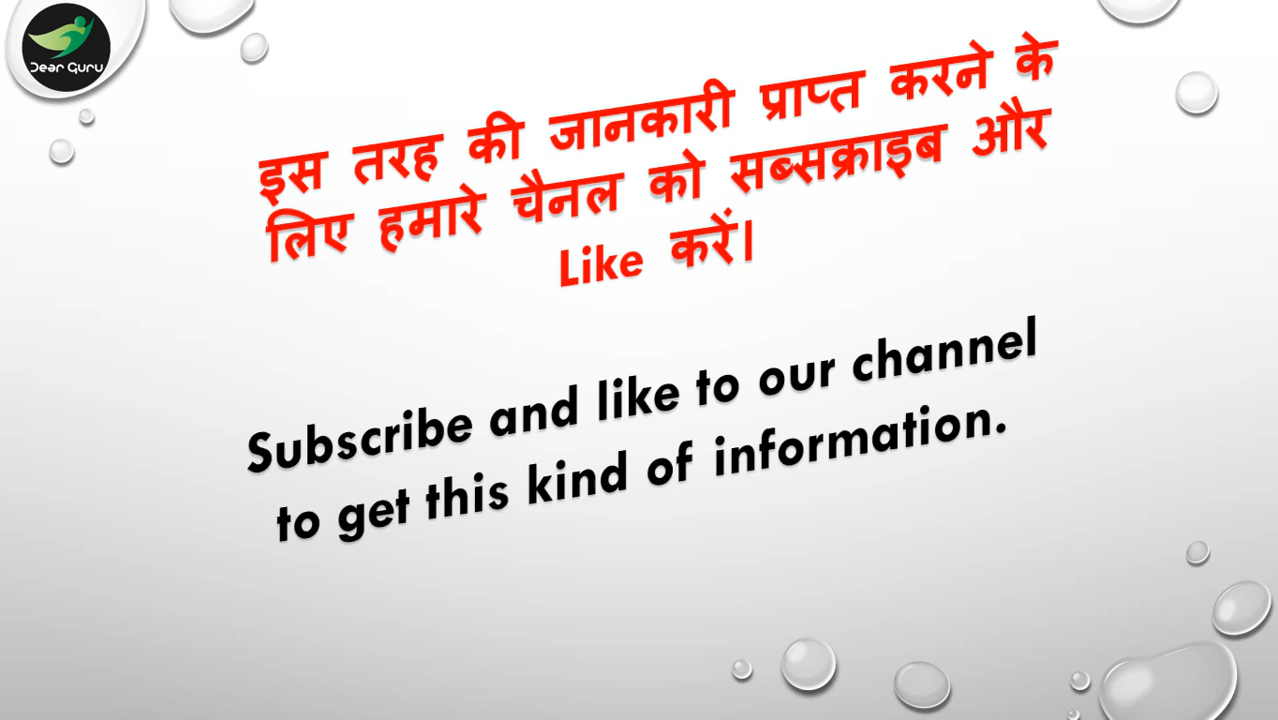 Dear Guru
इस तरह की जानकारी प्राप्त करने के
लिए हमारे चैनल को सब्सक्राइब और
Like करें।
Subscribe and like to our channel
to get this kind of information.